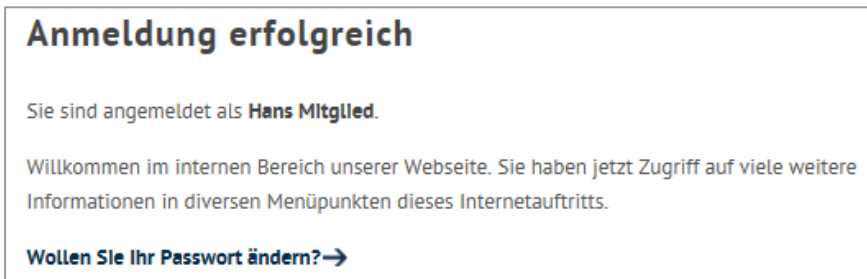 Anmeldung erfolgreich
Sie sind angemeldet als Hans Mitglied.
Willkommen im internen Bereich unserer Webseite. Sie haben jetzt Zugriff auf viele weitere
Informationen in diversen Menüpunkten dieses Internetauftritts.
Wollen Sie Ihr Passwort ändern?→